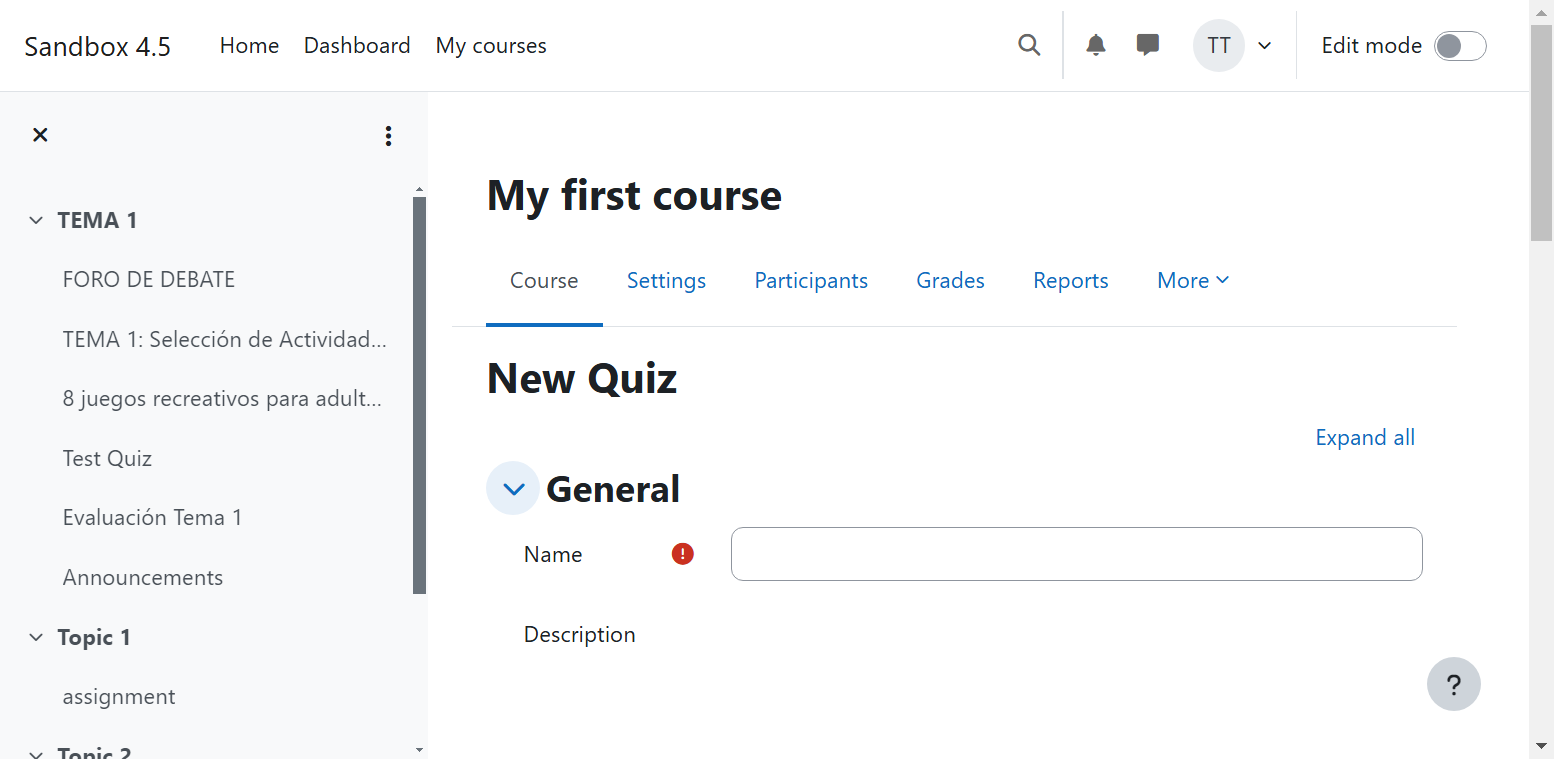 Sandbox 4.5 Home Dashboard My courses TT Edit mode
TEMA 1
FORO DE DEBATE
TEMA 1: Selección de Actividad...
8 juegos recreativos para adult...
Test Quiz
Evaluación Tema 1
Announcements
Topic 1
assignment
Topic 2
My first course
Course Settings Participants Grades Reports More
New Quiz
Expand all
General
Name
Description
?